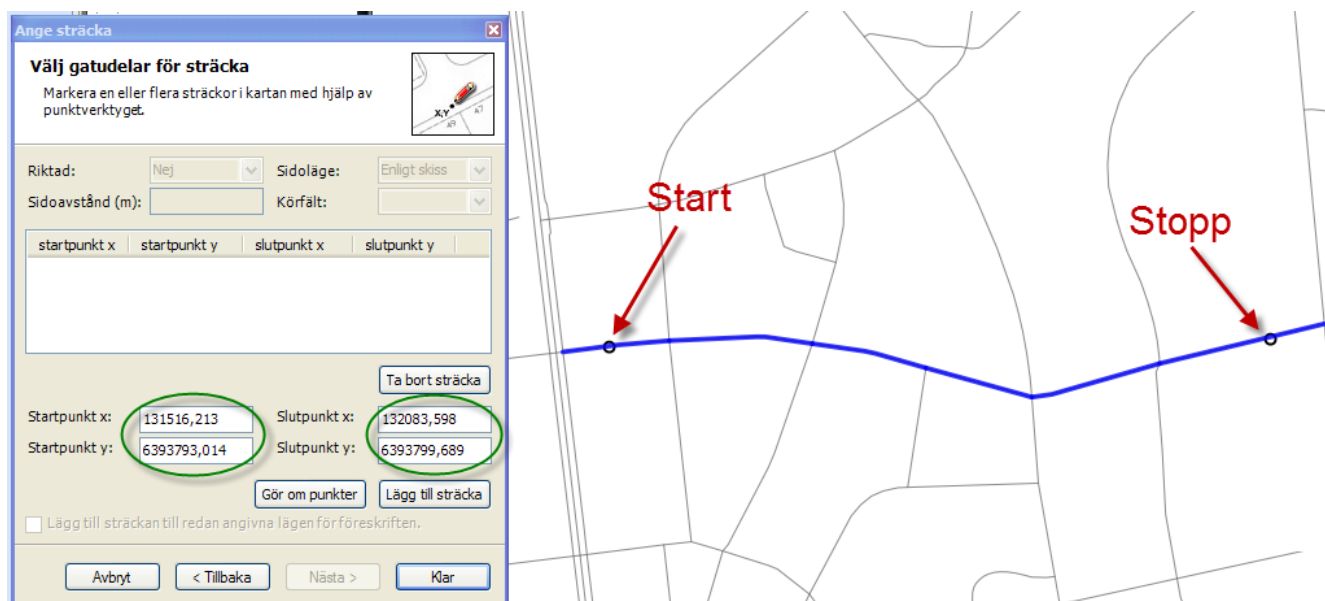 Ange sträcka
Välj gatudelar för sträcka
Markera en eller flera sträckor i kartan med hjälp av
punktverktyget.
X,Y
A7
A9
Riktad: Nej Sidoläge: Enligt skiss
Sidoavstånd (m): Körfält:
startpunkt x startpunkt y slutpunkt x slutpunkt y
Ta bort sträcka
Startpunkt x: 131516,213 Slutpunkt x: 132083,598
Startpunkt y: 6393793,014 Slutpunkt y: 6393799,689
Gör om punkter Lägg till sträcka
Lägg till sträckan till redan angivna lägen för föreskriften.
Avbryt < Tillbaka Nästa > Klar
Start
Stopp